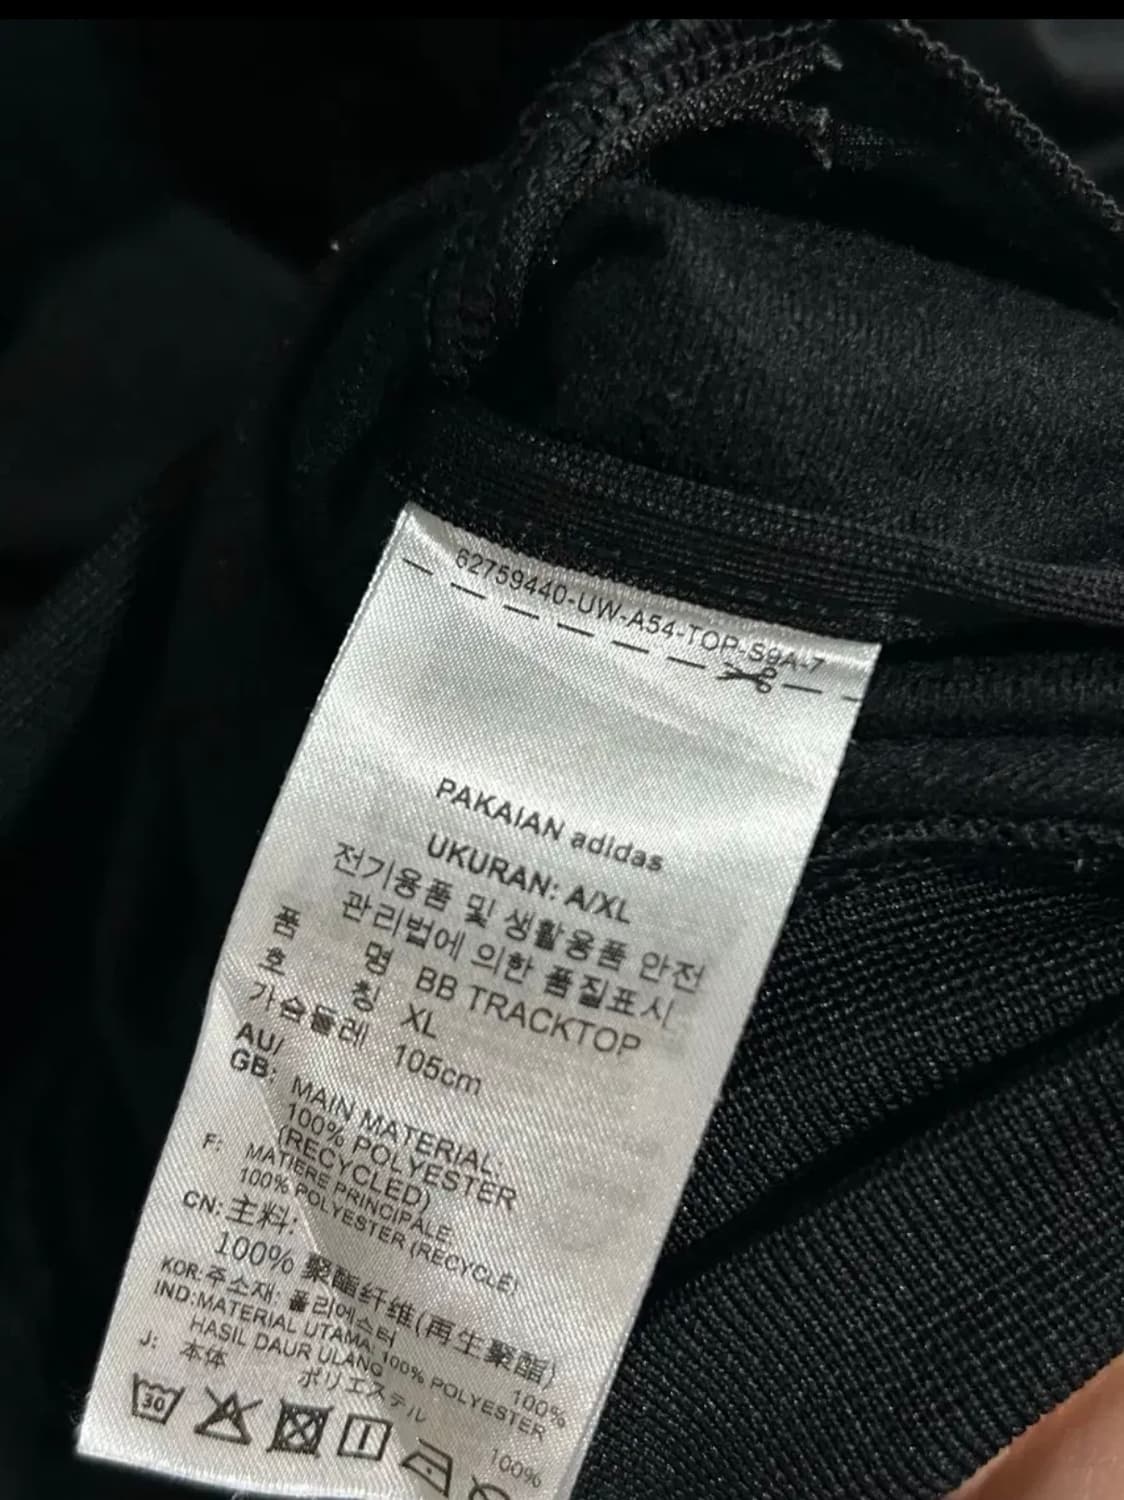 62759440-UW-A54-TOP-S9A-7
PAKAIAN adidas
UKURAN: A/XL
전기용품 및 생활용품 안전
관리법에 의한 품질표시
품 명 BB TRACKTOP
호 칭 XL
가슴둘레 105cm
AU/
GB: MAIN MATERIAL:
100% POLYESTER
(RECYCLED)
F: MATIERE PRINCIPALE
100% POLYESTER (RECYCLE)
CN: 主料:
100% 聚酯纤维(再生聚酯)
KOR: 주소재: 폴리에스터 100%
IND: MATERIAL UTAMA: 100% POLYESTER
HASIL DAUR ULANG
J: 本体
ポリエステル 100%
30